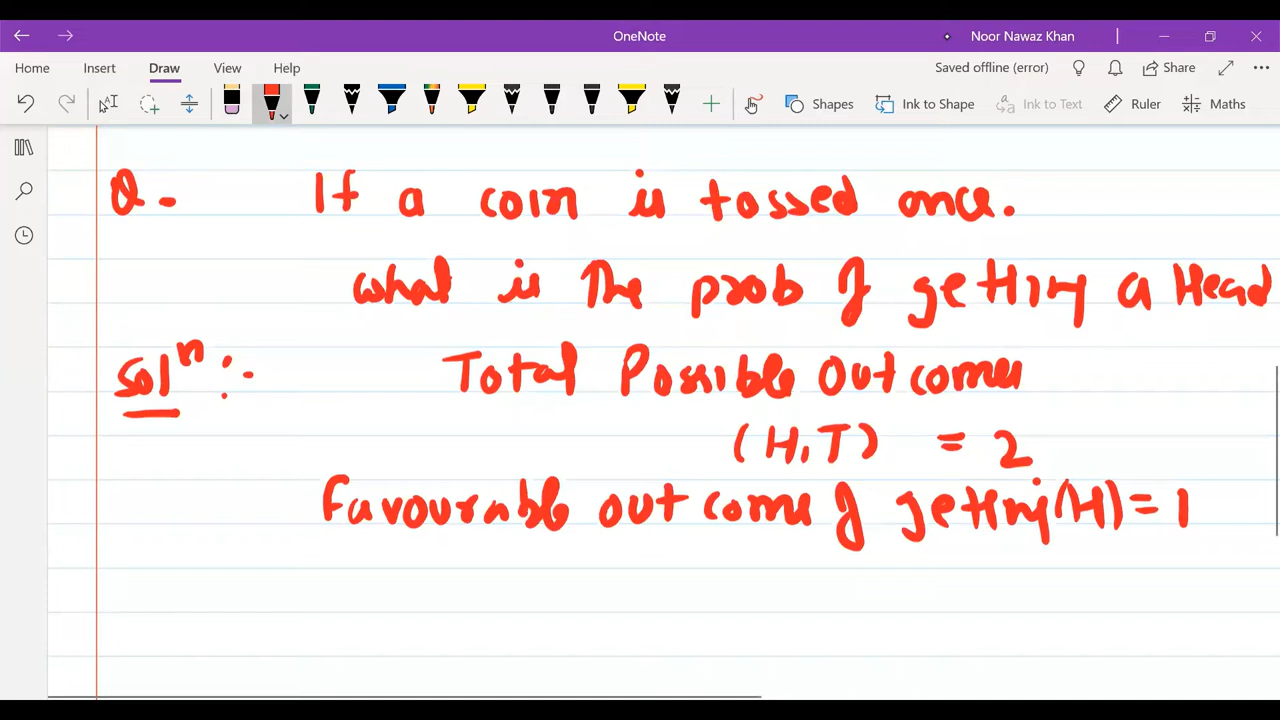 OneNote
Noor Nawaz Khan
Home Insert Draw View Help
Saved offline (error) Share
Shapes Ink to Shape Ink to Text Ruler Maths
Q. If a coin is tossed once.
what is the prob of getting a Head
Solⁿ :- Total Possible Outcomes
(H,T) = 2
Favourable outcomes of getting(H) = 1